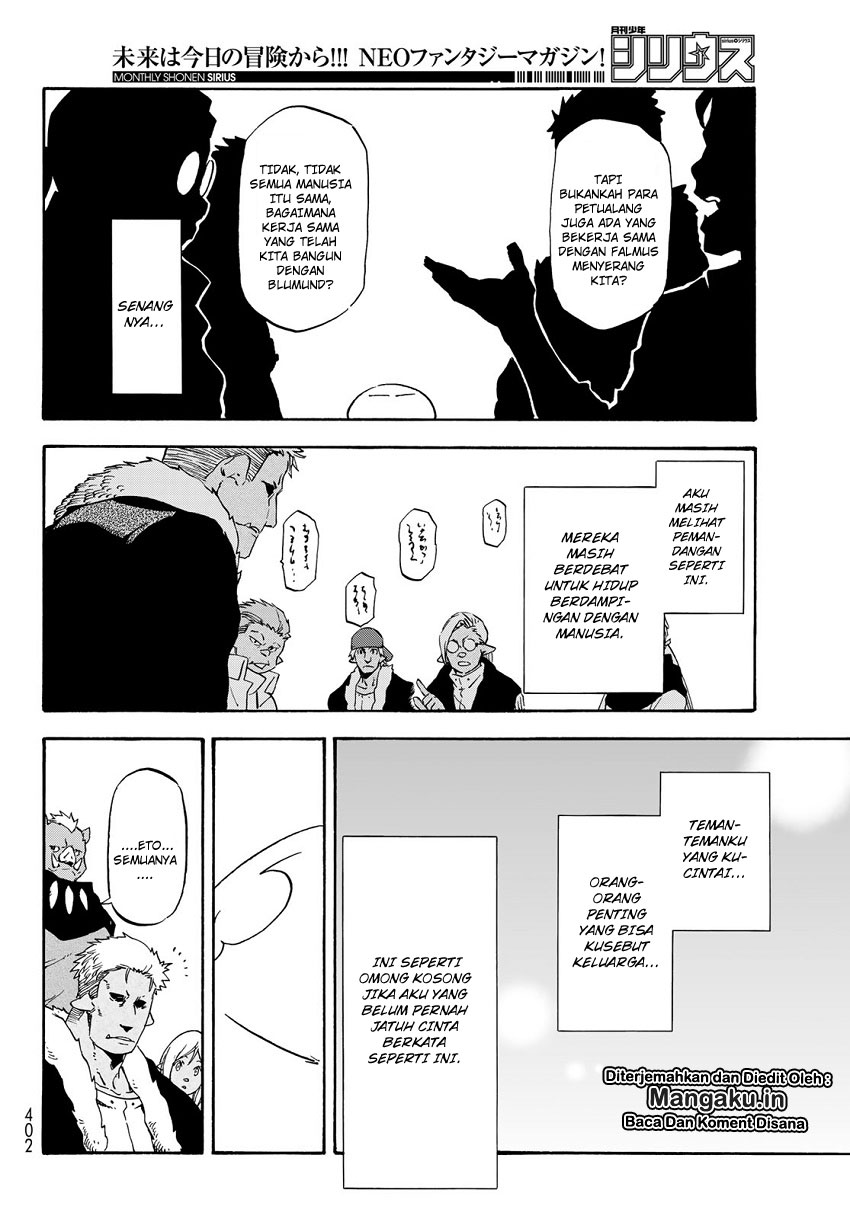 未来は今日の冒険から!!! NEOファンタジーマガジン!
MONTHLY SHONEN SIRIUS
月刊少年
シリウス
TAPI
BUKANKAH PARA
PETUALANG
JUGA ADA YANG
BEKERJA SAMA
DENGAN FALMUS
MENYERANG
KITA?
TIDAK, TIDAK
SEMUA MANUSIA
ITU SAMA,
BAGAIMANA
KERJA SAMA
YANG TELAH
KITA BANGUN
DENGAN
BLUMUND?
SENANG
NYA...
AKU
MASIH
MELIHAT
PEMAN-
DANGAN
SEPERTI
INI.
MEREKA
MASIH
BERDEBAT
UNTUK HIDUP
BERDAMPI-
NGAN DENGAN
MANUSIA.
TEMAN-
TEMANKU
YANG KU-
CINTAI...
ORANG-
ORANG
PENTING
YANG BISA
KUSEBUT
KELUARGA...
INI SEPERTI
OMONG KOSONG
JIKA AKU YANG
BELUM PERNAH
JATUH CINTA
BERKATA
SEPERTI INI.
....ETO...
SEMUANYA
....
Diterjemahkan dan Diedit Oleh :
Mangaku.in
Baca Dan Koment Disana
402